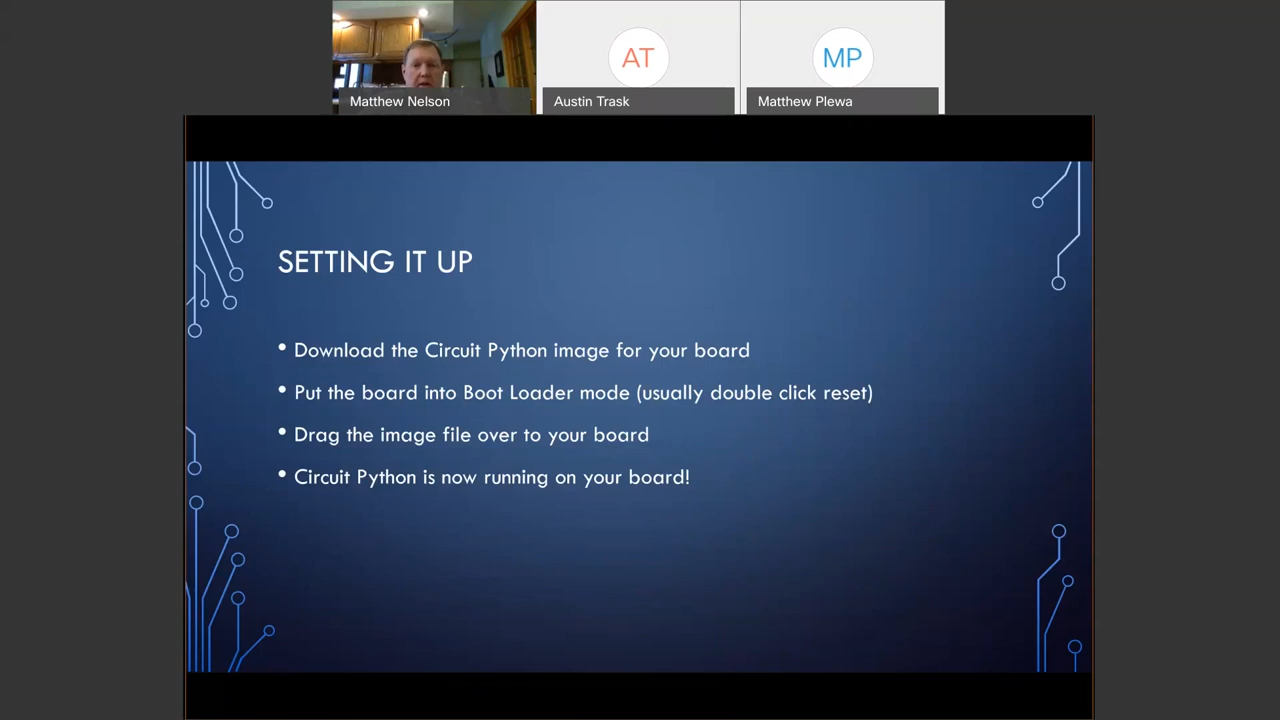 Matthew Nelson
AT
Austin Trask
MP
Matthew Plewa
SETTING IT UP
• Download the Circuit Python image for your board
• Put the board into Boot Loader mode (usually double click reset)
• Drag the image file over to your board
• Circuit Python is now running on your board!